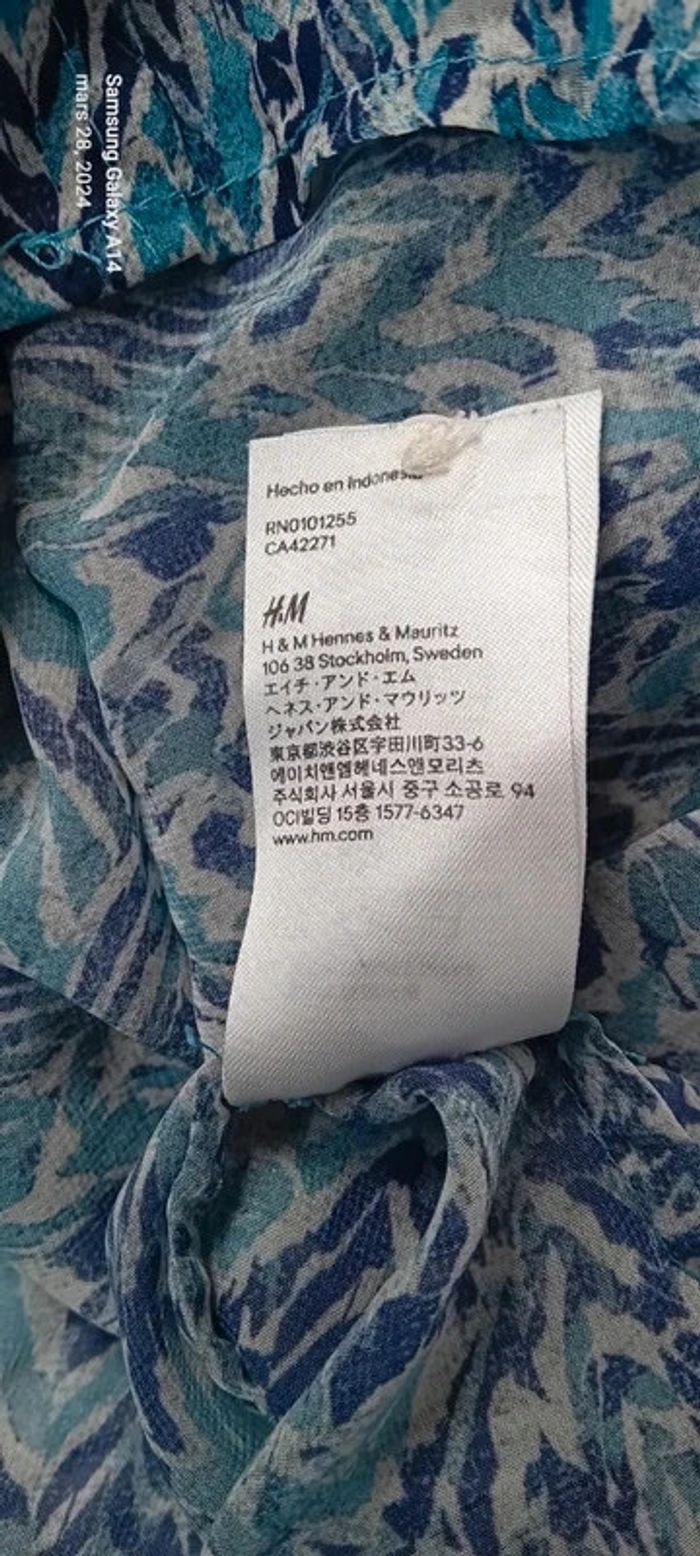 Samsung Galaxy A14
mars 28, 2024
Hecho en Indonesia
RN0101255
CA42271
H&M
H & M Hennes & Mauritz
106 38 Stockholm, Sweden
エイチ・アンド・エム
ヘネス・アンド・マウリッツ
ジャパン株式会社
東京都渋谷区宇田川町33-6
에이치앤엠헤네스앤모리츠
주식회사 서울시 중구 소공로 94
OCI빌딩 15층 1577-6347
www.hm.com